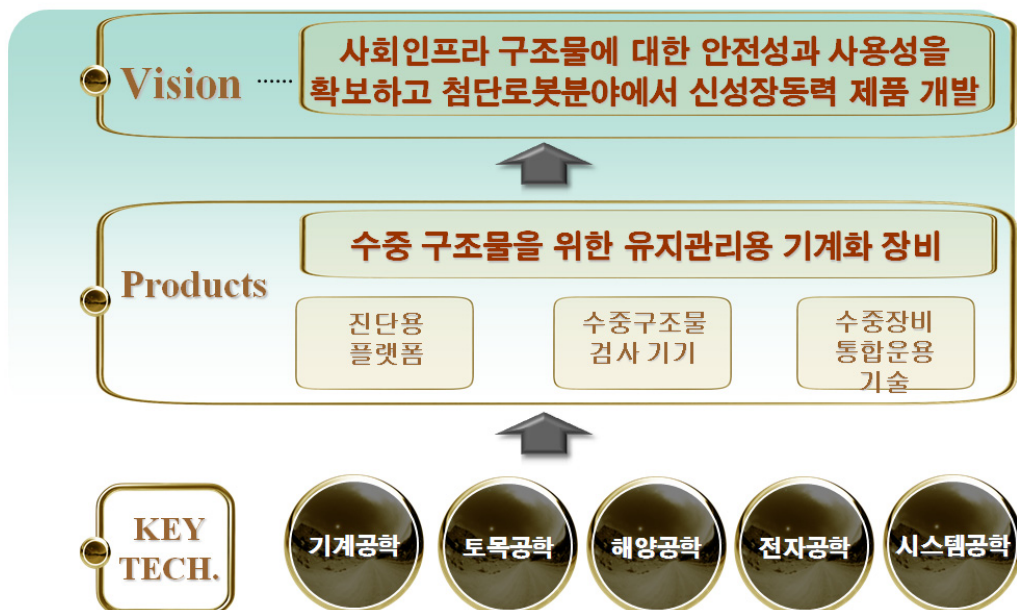 Vision ......
사회인프라 구조물에 대한 안전성과 사용성을
확보하고 첨단로봇분야에서 신성장동력 제품 개발
Products
수중 구조물을 위한 유지관리용 기계화 장비
진단용
플랫폼
수중구조물
검사 기기
수중장비
통합운용
기술
KEY
TECH.
기계공학
토목공학
해양공학
전자공학
시스템공학